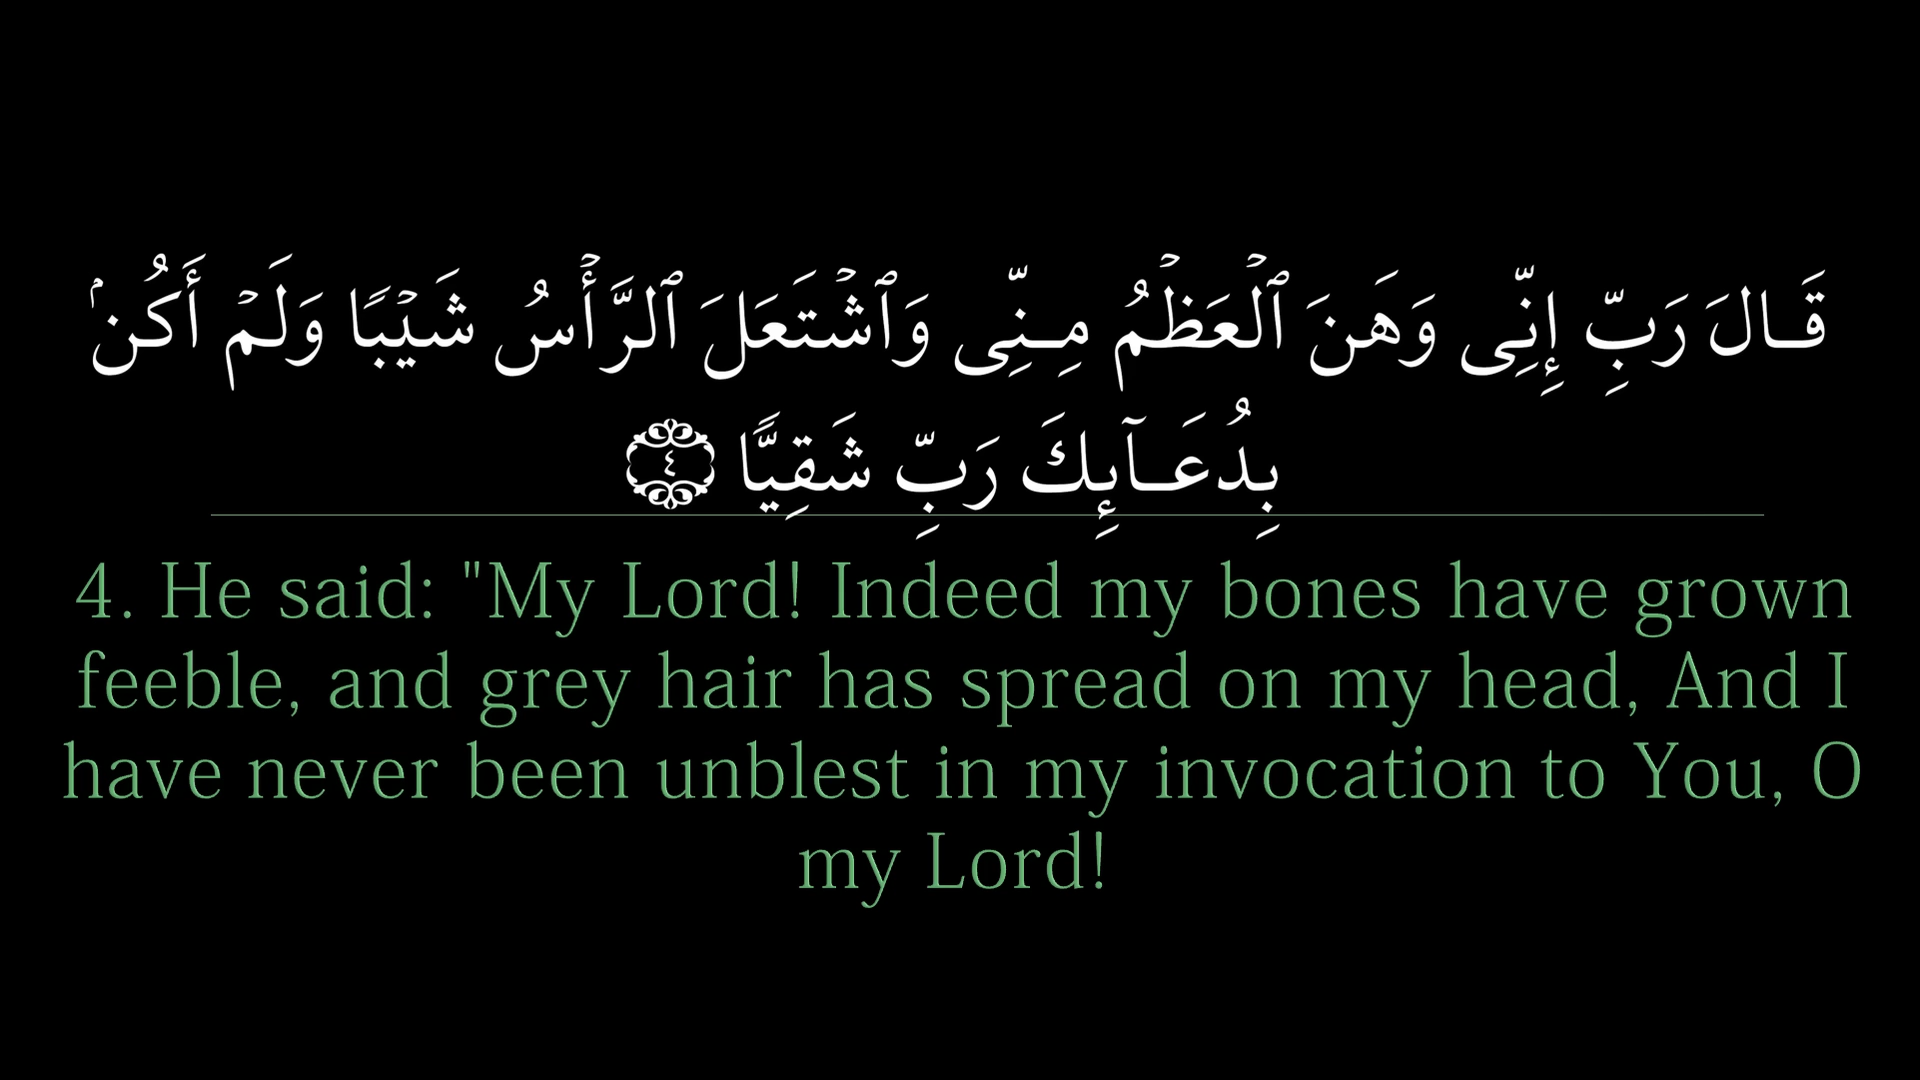 قَالَ رَبِّ إِنِّى وَهَنَ ٱلْعَظْمُ مِنِّى وَٱشْتَعَلَ ٱلرَّأْسُ شَيْبًا وَلَمْ أَكُنۢ
بِدُعَآئِكَ رَبِّ شَقِيًّا ٤
4. He said: "My Lord! Indeed my bones have grown
feeble, and grey hair has spread on my head, And I
have never been unblest in my invocation to You, O
my Lord!